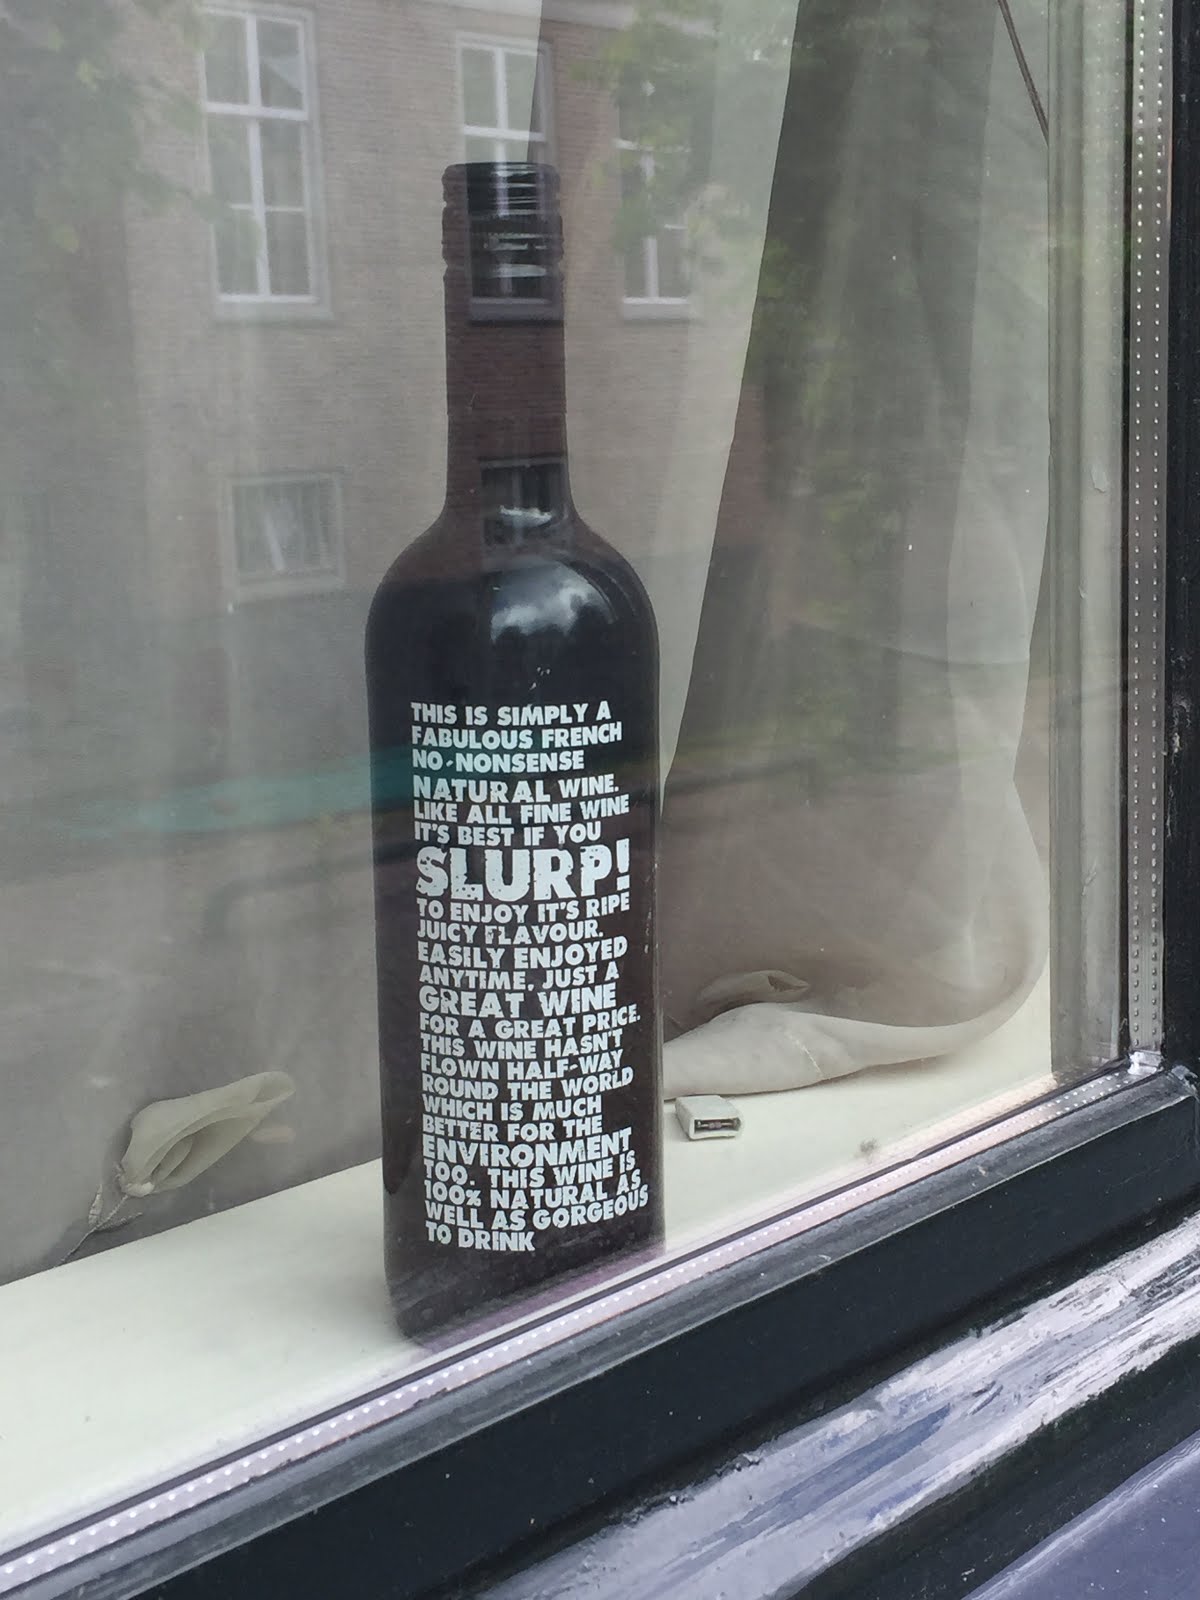 THIS IS SIMPLY A
FABULOUS FRENCH
NO-NONSENSE
NATURAL WINE.
LIKE ALL FINE WINE
IT'S BEST IF YOU
SLURP!
TO ENJOY IT'S RIPE
JUICY FLAVOUR.
EASILY ENJOYED
ANYTIME, JUST A
GREAT WINE
FOR A GREAT PRICE.
THIS WINE HASN'T
FLOWN HALF-WAY
ROUND THE WORLD
WHICH IS MUCH
BETTER FOR THE
ENVIRONMENT
TOO. THIS WINE IS
100% NATURAL AS
WELL AS GORGEOUS
TO DRINK